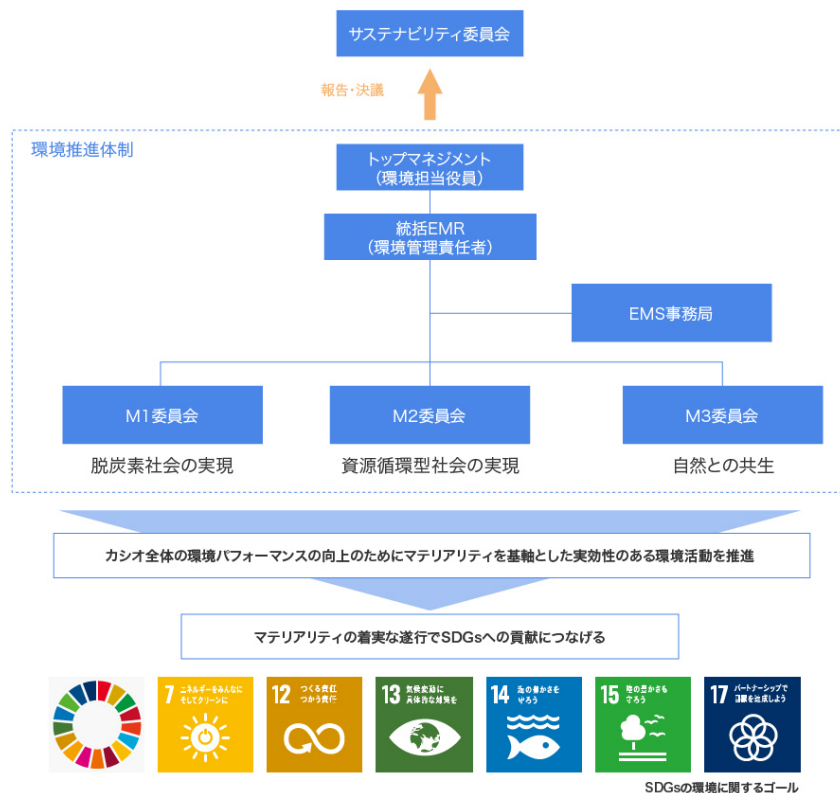 サステナビリティ委員会
報告・決議
環境推進体制
トップマネジメント
(環境担当役員)
統括EMR
(環境管理責任者)
EMS事務局
M1委員会
M2委員会
M3委員会
脱炭素社会の実現
資源循環型社会の実現
自然との共生
カシオ全体の環境パフォーマンスの向上のためにマテリアリティを基軸とした実効性のある環境活動を推進
マテリアリティの着実な遂行でSDGsへの貢献につなげる
7 エネルギーをみんなに
そしてクリーンに
12 つくる責任
つかう責任
13 気候変動に
具体的な対策を
14 海の豊かさを
守ろう
15 陸の豊かさも
守ろう
17 パートナーシップで
目標を達成しよう
SDGsの環境に関するゴール